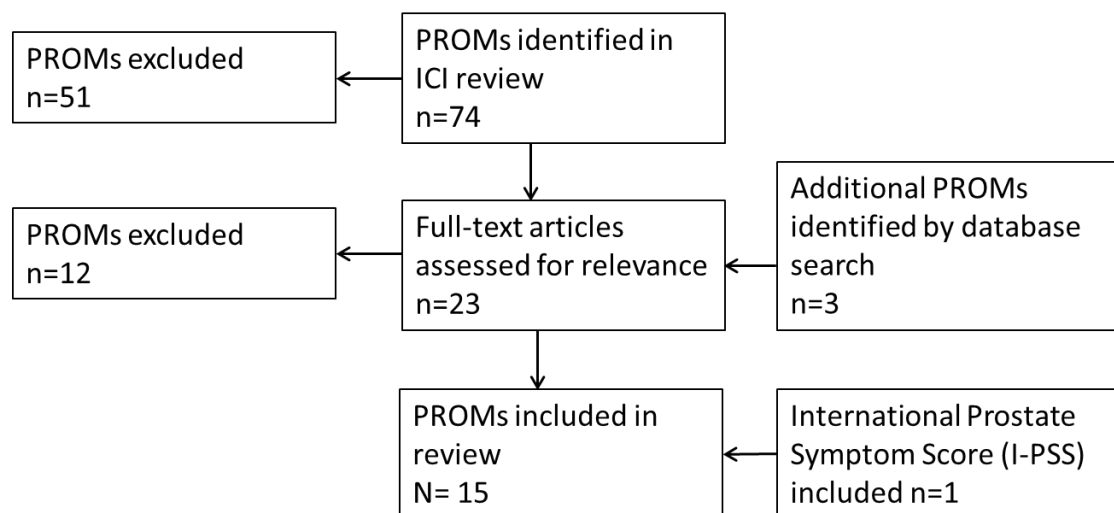 PROMs identified in
ICI review
n=74
PROMs excluded
n=51
Full-text articles
assessed for relevance
n=23
Additional PROMs
identified by database
search
n=3
PROMs excluded
n=12
PROMs included in
review
N= 15
International Prostate
Symptom Score (I-PSS)
included n=1